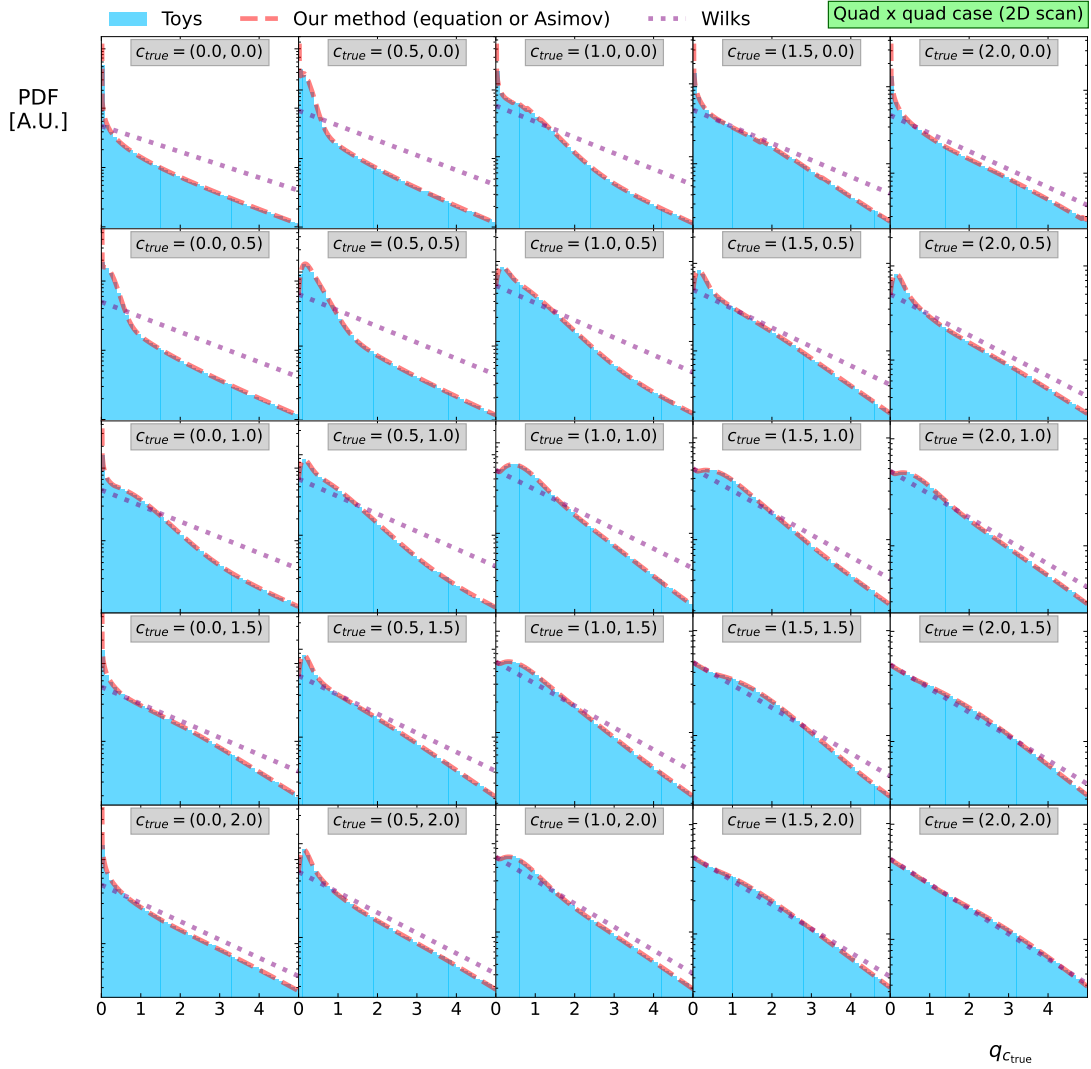 Toys Our method (equation or Asimov) Wilks Quad x quad case (2D scan)
PDF
[A.U.]
c_true = (0.0, 0.0) c_true = (0.5, 0.0) c_true = (1.0, 0.0) c_true = (1.5, 0.0) c_true = (2.0, 0.0)
c_true = (0.0, 0.5) c_true = (0.5, 0.5) c_true = (1.0, 0.5) c_true = (1.5, 0.5) c_true = (2.0, 0.5)
c_true = (0.0, 1.0) c_true = (0.5, 1.0) c_true = (1.0, 1.0) c_true = (1.5, 1.0) c_true = (2.0, 1.0)
c_true = (0.0, 1.5) c_true = (0.5, 1.5) c_true = (1.0, 1.5) c_true = (1.5, 1.5) c_true = (2.0, 1.5)
c_true = (0.0, 2.0) c_true = (0.5, 2.0) c_true = (1.0, 2.0) c_true = (1.5, 2.0) c_true = (2.0, 2.0)
0 1 2 3 4 0 1 2 3 4 0 1 2 3 4 0 1 2 3 4 0 1 2 3 4
q_c_true